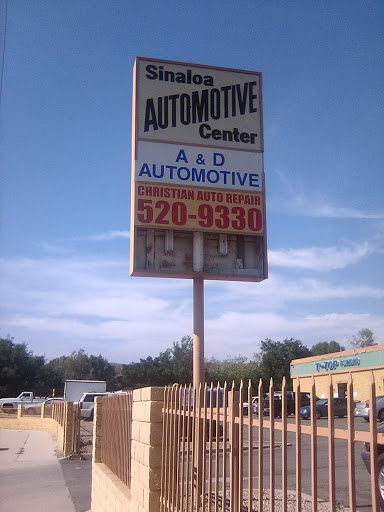 Sinaloa
AUTOMOTIVE
Center
A & D
AUTOMOTIVE
CHRISTIAN AUTO REPAIR
520-9330